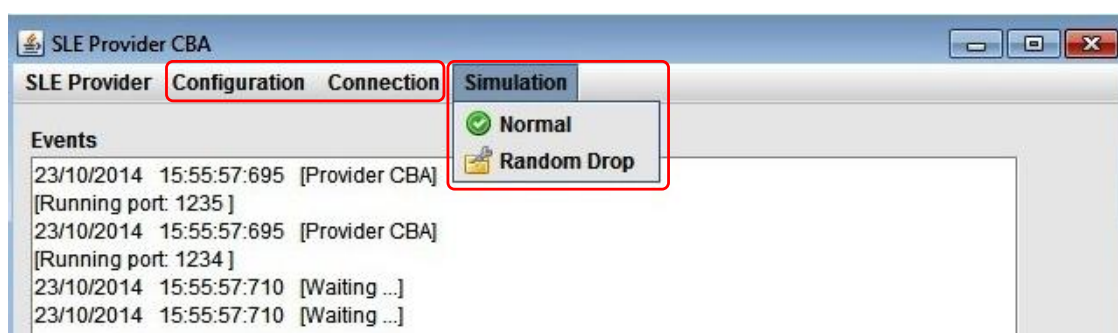 SLE Provider CBA
SLE Provider Configuration Connection Simulation
Normal
Random Drop
Events
23/10/2014 15:55:57:695 [Provider CBA]
[Running port: 1235 ]
23/10/2014 15:55:57:695 [Provider CBA]
[Running port: 1234 ]
23/10/2014 15:55:57:710 [Waiting ...]
23/10/2014 15:55:57:710 [Waiting ...]